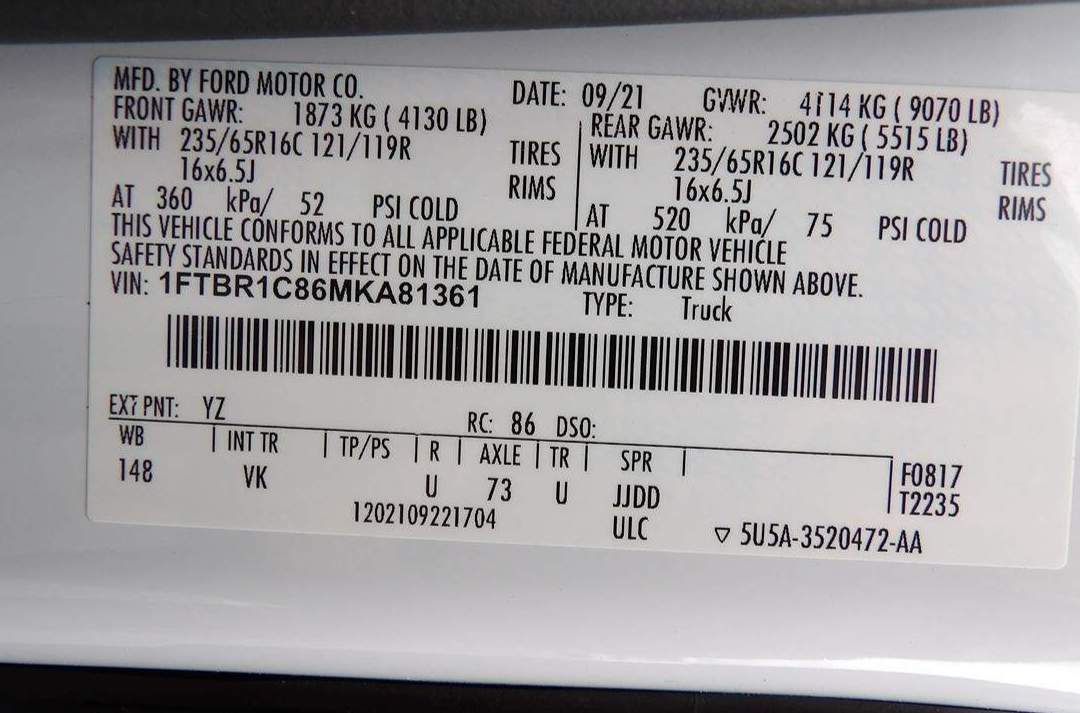 MFD. BY FORD MOTOR CO. DATE: 09/21 GVWR: 4114 KG ( 9070 LB)
FRONT GAWR: 1873 KG ( 4130 LB) REAR GAWR: 2502 KG ( 5515 LB)
WITH 235/65R16C 121/119R TIRES WITH 235/65R16C 121/119R TIRES
16x6.5J RIMS 16x6.5J RIMS
AT 360 kPa/ 52 PSI COLD AT 520 kPa/ 75 PSI COLD
THIS VEHICLE CONFORMS TO ALL APPLICABLE FEDERAL MOTOR VEHICLE
SAFETY STANDARDS IN EFFECT ON THE DATE OF MANUFACTURE SHOWN ABOVE.
VIN: 1FTBR1C86MKA81361 TYPE: Truck
EXT PNT: YZ RC: 86 DSO:
WB INT TR TP/PS R AXLE TR SPR F0817
148 VK U 73 U JJDD T2235
1202109221704 ULC ▽ 5U5A-3520472-AA